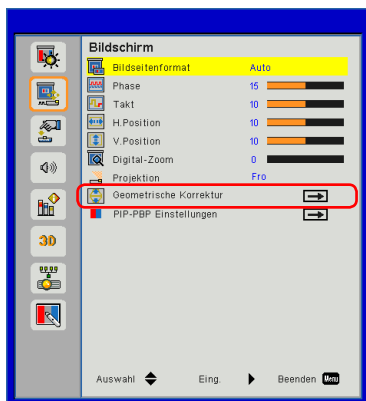 Bildschirm
Bildseitenformat Auto
Phase 15
Takt 10
H.Position 10
V.Position 10
Digital-Zoom 0
Projektion Fro
Geometrische Korrektur
PIP-PBP Einstellungen
3D
Auswahl Eing. Beenden Menu